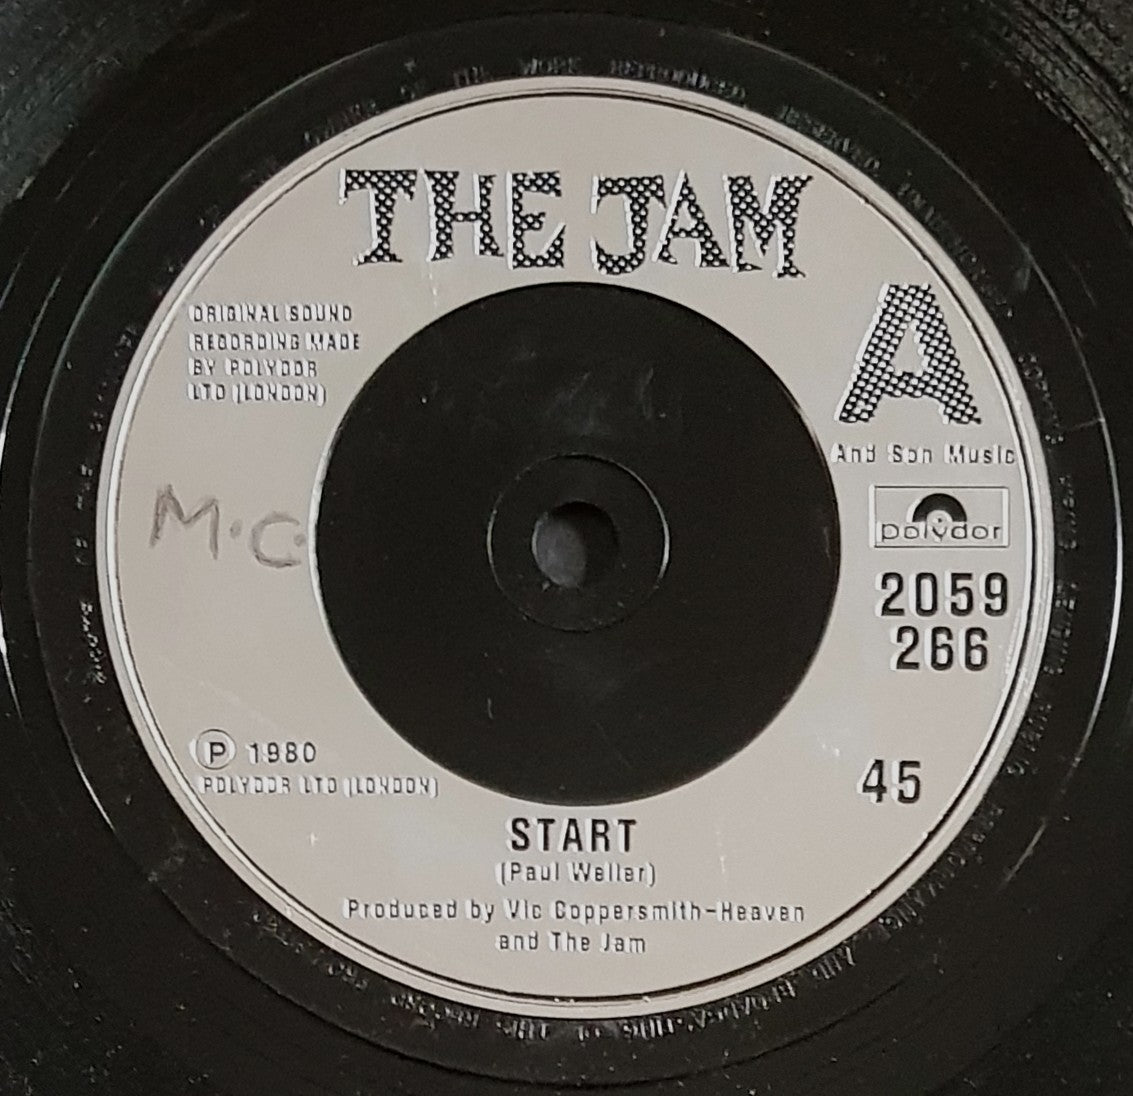 THE JAM
ORIGINAL SOUND
RECORDING MADE
BY POLYDOR
LTD (LONDON)
A
And Son Music
polydor
2059
266
M.C.
℗ 1980
POLYDOR LTD (LONDON)
45
START
(Paul Weller)
Produced by Vic Coppersmith-Heaven
and The Jam